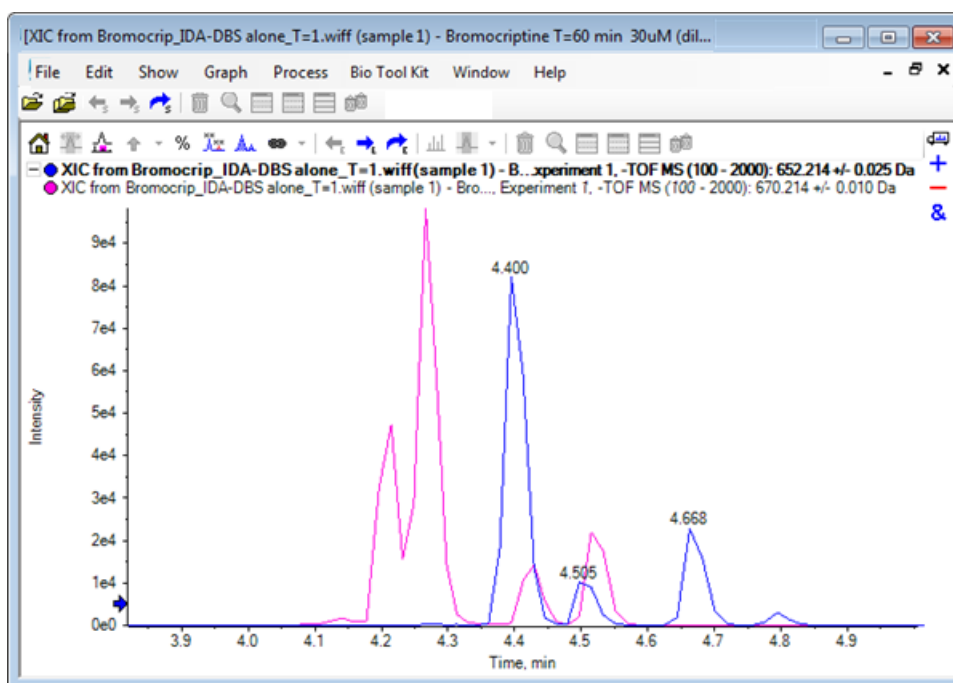 [XIC from Bromocrip_IDA-DBS alone_T=1.wiff (sample 1) - Bromocriptine T=60 min 30uM (dil...
File Edit Show Graph Process Bio Tool Kit Window Help
%
XIC from Bromocrip_IDA-DBS alone_T=1.wiff (sample 1) - B...xperiment 1, -TOF MS (100 - 2000): 652.214 +/- 0.025 Da
XIC from Bromocrip_IDA-DBS alone_T=1.wiff (sample 1) - Bro..., Experiment 1, -TOF MS (100 - 2000): 670.214 +/- 0.010 Da
&
9e4
4.400
8e4
7e4
6e4
5e4
Intensity
4e4
3e4
4.668
2e4
4.505
1e4
0e0
3.9 4.0 4.1 4.2 4.3 4.4 4.5 4.6 4.7 4.8 4.9
Time, min